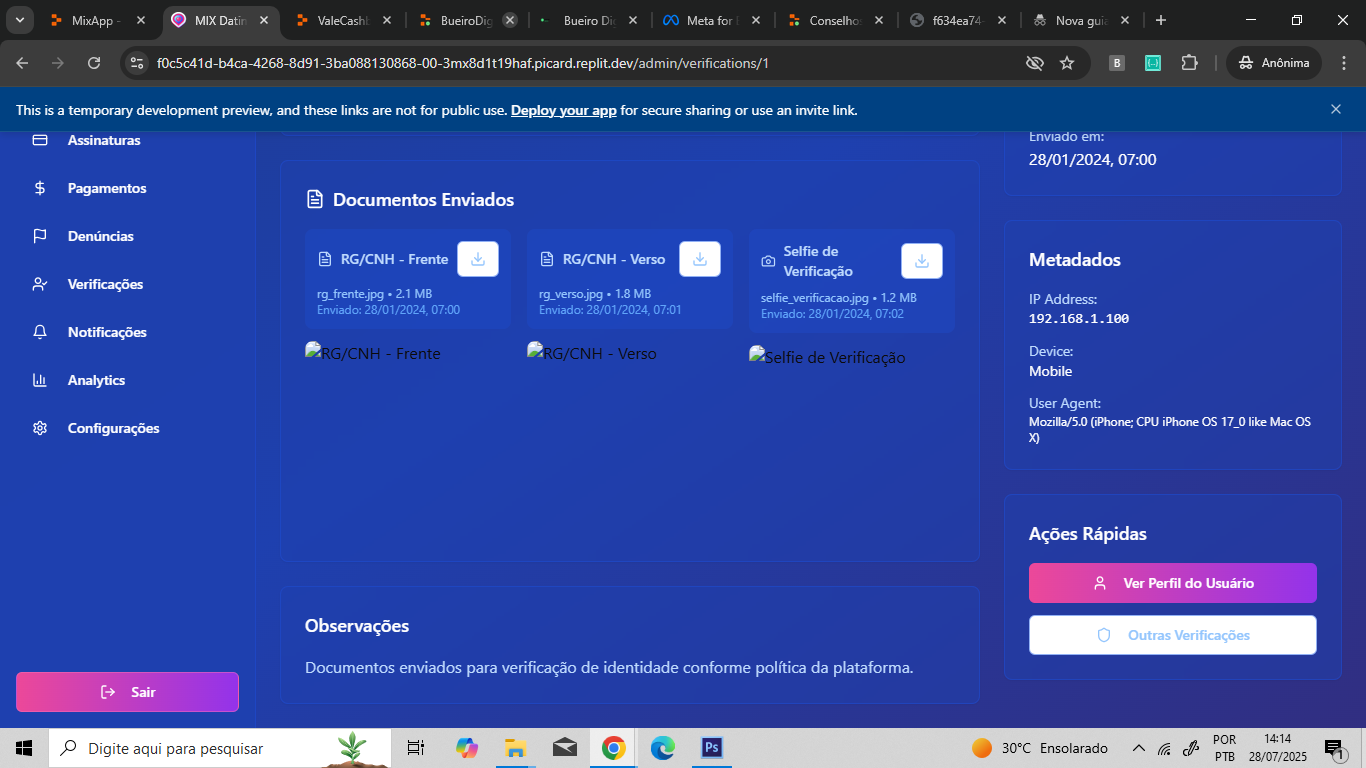 MixApp -
MIX Datin
ValeCash
BueiroDig
Bueiro Di
Meta for
Conselhos
f634ea74
Nova guia
f0c5c41d-b4ca-4268-8d91-3ba088130868-00-3mx8d1t19haf.picard.replit.dev/admin/verifications/1
B
Anônima
This is a temporary development preview, and these links are not for public use. Deploy your app for secure sharing or use an invite link.
Assinaturas
Pagamentos
Denúncias
Verificações
Notificações
Analytics
Configurações
Sair
Documentos Enviados
RG/CNH - Frente
rg_frente.jpg • 2.1 MB
Enviado: 28/01/2024, 07:00
RG/CNH - Frente
RG/CNH - Verso
rg_verso.jpg • 1.8 MB
Enviado: 28/01/2024, 07:01
RG/CNH - Verso
Selfie de
Verificação
selfie_verificacao.jpg • 1.2 MB
Enviado: 28/01/2024, 07:02
Selfie de Verificação
Observações
Documentos enviados para verificação de identidade conforme política da plataforma.
Enviado em:
28/01/2024, 07:00
Metadados
IP Address:
192.168.1.100
Device:
Mobile
User Agent:
Mozilla/5.0 (iPhone; CPU iPhone OS 17_0 like Mac OS
X)
Ações Rápidas
Ver Perfil do Usuário
Outras Verificações
Digite aqui para pesquisar
Ps
30°C Ensolarado
POR
PTB
14:14
28/07/2025
1